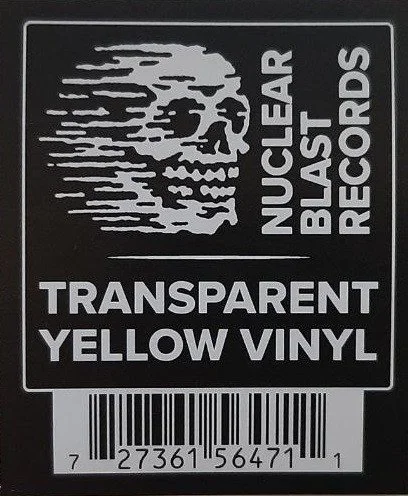 NUCLEAR
BLAST
RECORDS
TRANSPARENT
YELLOW VINYL
7 27361 56471 1